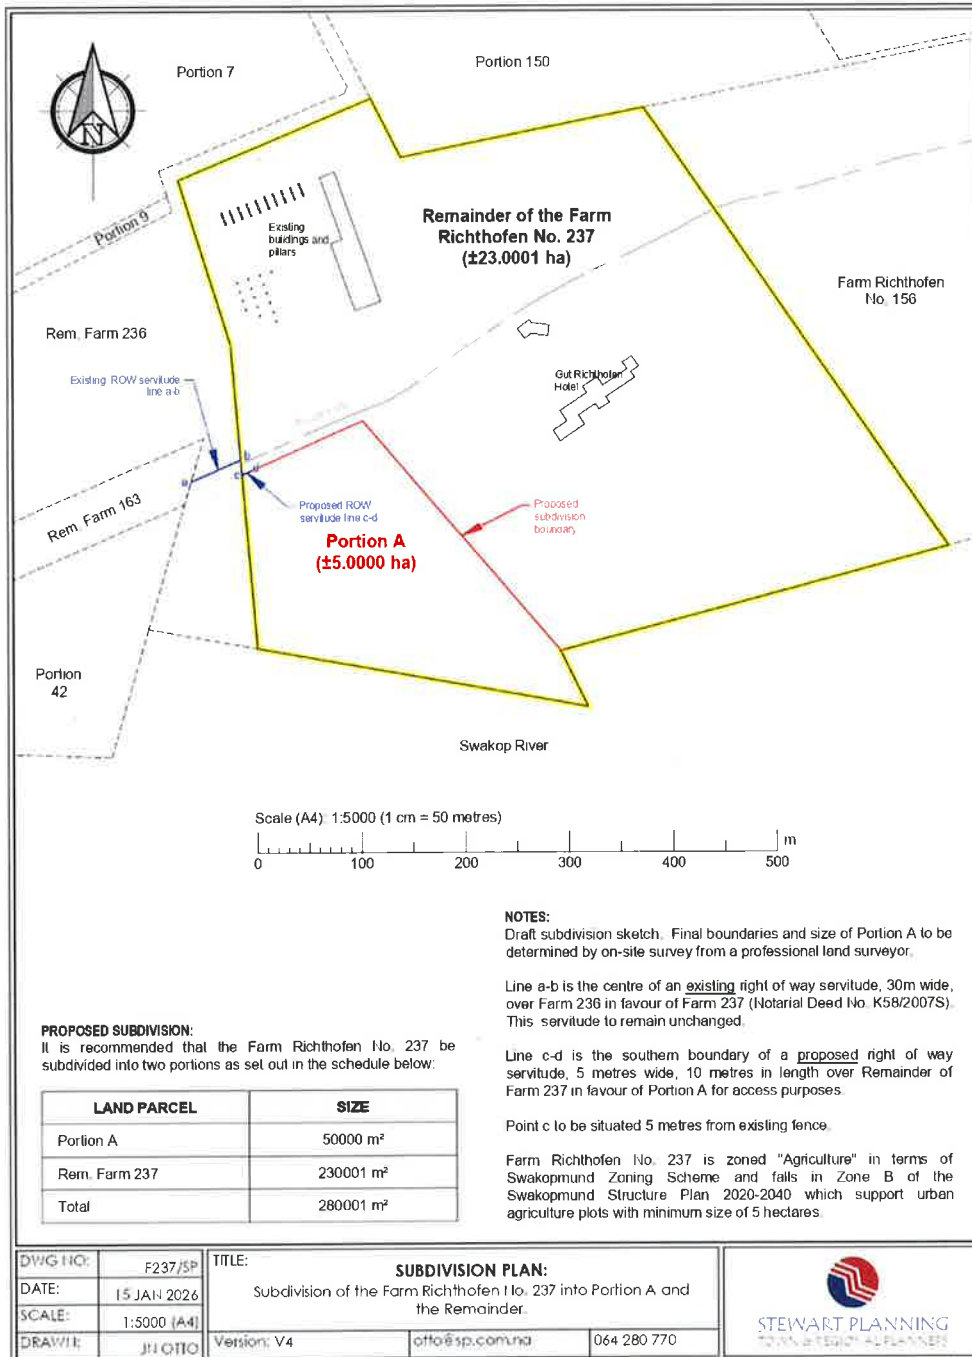 Portion 7
Portion 150
N
Portion 9
Existing
buildings and
pillars
Remainder of the Farm
Richthofen No. 237
(±23.0001 ha)
Farm Richthofen
No. 156
Rem. Farm 236
Existing ROW servitude
line a-b
Gut Richthofen
Hotel
a
b
c
d
Rem. Farm 163
Proposed ROW
servitude line c-d
Proposed
subdivision
boundary
Portion A
(±5.0000 ha)
Portion
42
Swakop River
Scale (A4) 1:5000 (1 cm = 50 metres)
m
0 100 200 300 400 500
NOTES:
Draft subdivision sketch. Final boundaries and size of Portion A to be
determined by on-site survey from a professional land surveyor.
Line a-b is the centre of an existing right of way servitude, 30m wide,
over Farm 236 in favour of Farm 237 (Notarial Deed No. K58/2007S).
This servitude to remain unchanged.
Line c-d is the southern boundary of a proposed right of way
servitude, 5 metres wide, 10 metres in length over Remainder of
Farm 237 in favour of Portion A for access purposes.
Point c to be situated 5 metres from existing fence.
Farm Richthofen No. 237 is zoned "Agriculture" in terms of
Swakopmund Zoning Scheme and falls in Zone B of the
Swakopmund Structure Plan 2020-2040 which support urban
agriculture plots with minimum size of 5 hectares.
PROPOSED SUBDIVISION:
It is recommended that the Farm Richthofen No. 237 be
subdivided into two portions as set out in the schedule below:
LAND PARCEL SIZE
Portion A 50000 m²
Rem. Farm 237 230001 m²
Total 280001 m²
DWG NO: F237/SP
DATE: 15 JAN 2026
SCALE: 1:5000 (A4)
DRAWN: JN OTTO
TITLE:
SUBDIVISION PLAN:
Subdivision of the Farm Richthofen No. 237 into Portion A and
the Remainder.
Version: V4
otto@sp.com.na
064 280 770
STEWART PLANNING
TOWN & REGIONAL PLANNERS